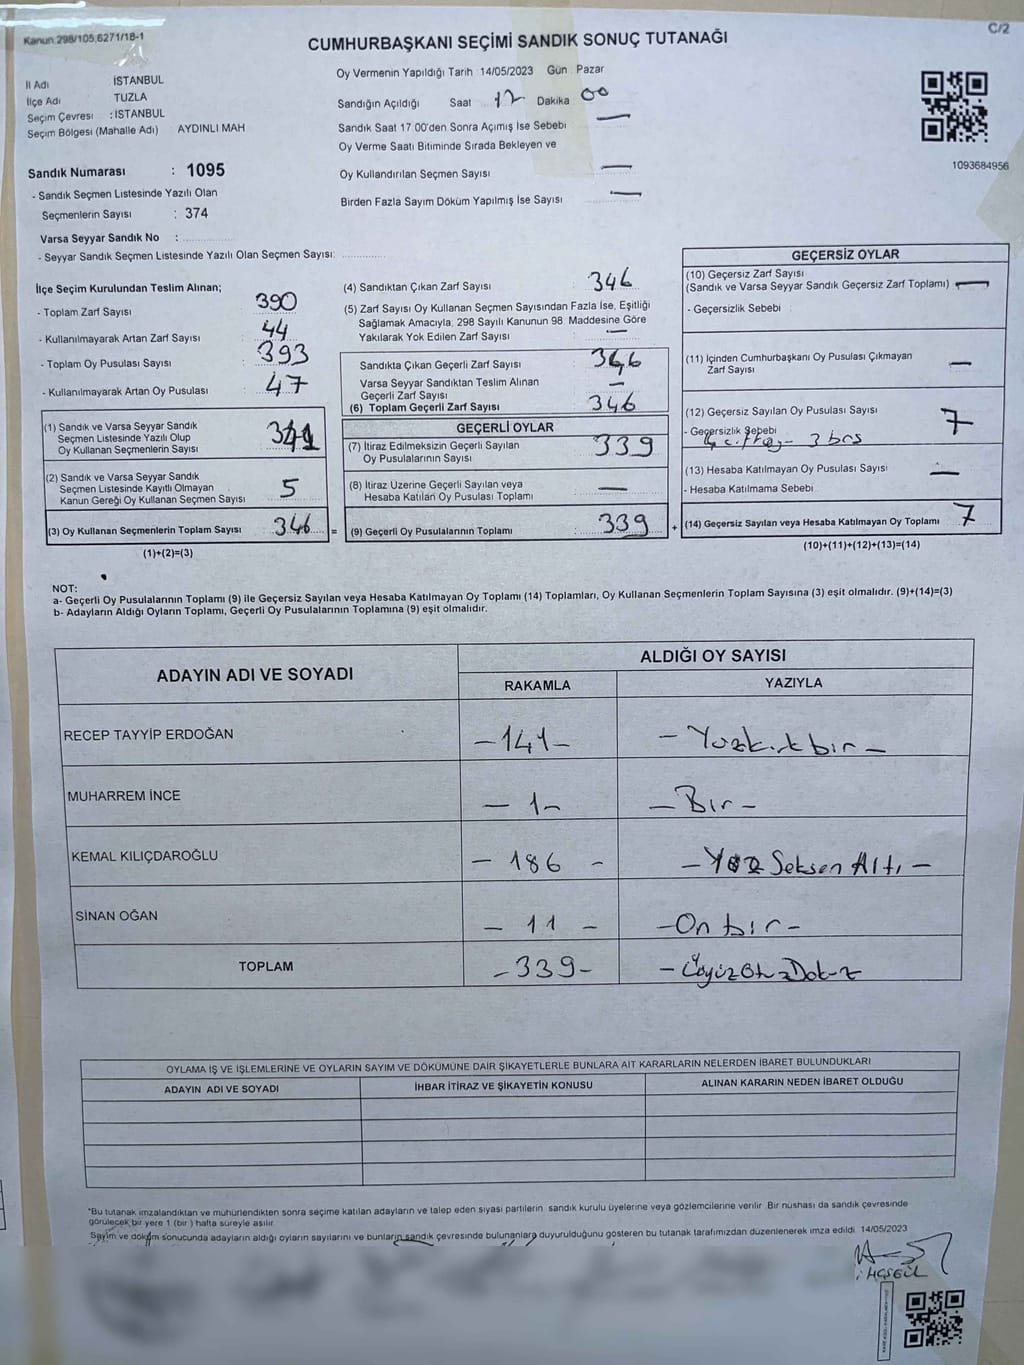 Kanun 298/105,6271/18-1
C/2
CUMHURBAŞKANI SEÇİMİ SANDIK SONUÇ TUTANAĞI
İl Adı İSTANBUL
İlçe Adı TUZLA
Seçim Çevresi : İSTANBUL
Seçim Bölgesi (Mahalle Adı) AYDINLI MAH
Oy Vermenin Yapıldığı Tarih 14/05/2023 Gün Pazar
Sandığın Açıldığı Saat 17 Dakika 00
Sandık Saat 17.00'den Sonra Açımış İse Sebebi —
Oy Verme Saati Bitiminde Sırada Bekleyen ve
Oy Kullandırılan Seçmen Sayısı —
Birden Fazla Sayım Döküm Yapılmış İse Sayısı —
1093684956
Sandık Numarası : 1095
- Sandık Seçmen Listesinde Yazılı Olan
Seçmenlerin Sayısı : 374
Varsa Seyyar Sandık No :
- Seyyar Sandık Seçmen Listesinde Yazılı Olan Seçmen Sayısı:
İlçe Seçim Kurulundan Teslim Alınan;
- Toplam Zarf Sayısı : 390
- Kullanılmayarak Artan Zarf Sayısı : 44
- Toplam Oy Pusulası Sayısı : 393
- Kullanılmayarak Artan Oy Pusulası : 47
(1) Sandık ve Varsa Seyyar Sandık
Seçmen Listesinde Yazılı Olup
Oy Kullanan Seçmenlerin Sayısı : 341
(2) Sandık ve Varsa Seyyar Sandık
Seçmen Listesinde Kayıtlı Olmayan
Kanun Gereği Oy Kullanan Seçmen Sayısı 5
(3) Oy Kullanan Seçmenlerin Toplam Sayısı : 346 =
(1)+(2)=(3)
(4) Sandıktan Çıkan Zarf Sayısı : 346
(5) Zarf Sayısı Oy Kullanan Seçmen Sayısından Fazla İse, Eşitliği
Sağlamak Amacıyla, 298 Sayılı Kanunun 98. Maddesine Göre
Yakılarak Yok Edilen Zarf Sayısı : —
Sandıkta Çıkan Geçerli Zarf Sayısı : 346
Varsa Seyyar Sandıktan Teslim Alınan
Geçerli Zarf Sayısı : —
(6) Toplam Geçerli Zarf Sayısı : 346
GEÇERLİ OYLAR
(7) İtiraz Edilmeksizin Geçerli Sayılan
Oy Pusulalarının Sayısı : 339
(8) İtiraz Üzerine Geçerli Sayılan veya
Hesaba Katılan Oy Pusulası Toplamı : —
(9) Geçerli Oy Pusulalarının Toplamı : 339 +
GEÇERSİZ OYLAR
(10) Geçersiz Zarf Sayısı
(Sandık ve Varsa Seyyar Sandık Geçersiz Zarf Toplamı) —
- Geçersizlik Sebebi
(11) İçinden Cumhurbaşkanı Oy Pusulası Çıkmayan
Zarf Sayısı —
(12) Geçersiz Sayılan Oy Pusulası Sayısı 7
- Geçersizlik Sebebi
(13) Hesaba Katılmayan Oy Pusulası Sayısı : —
- Hesaba Katılmama Sebebi
(14) Geçersiz Sayılan veya Hesaba Katılmayan Oy Toplamı : 7
(10)+(11)+(12)+(13)=(14)
NOT:
a- Geçerli Oy Pusulalarının Toplamı (9) ile Geçersiz Sayılan veya Hesaba Katılmayan Oy Toplamı (14) Toplamları, Oy Kullanan Seçmenlerin Toplam Sayısına (3) eşit olmalıdır. (9)+(14)=(3)
b- Adayların Aldığı Oyların Toplamı, Geçerli Oy Pusulalarının Toplamına (9) eşit olmalıdır.
ADAYIN ADI VE SOYADI ALDIĞI OY SAYISI
RAKAMLA YAZIYLA
RECEP TAYYİP ERDOĞAN –141– – Yüzkırkbir –
MUHARREM İNCE – 1– – Bir –
KEMAL KILIÇDAROĞLU – 186 – – Yüz Seksen Altı –
SİNAN OĞAN – 11 – – On bir –
TOPLAM – 339– – Üçyüz Otuz Dokuz
OYLAMA İŞ VE İŞLEMLERİNE VE OYLARIN SAYIM VE DÖKÜMÜNE DAİR ŞİKAYETLERLE BUNLARA AİT KARARLARIN NELERDEN İBARET BULUNDUKLARI
ADAYIN ADI VE SOYADI İHBAR İTİRAZ VE ŞİKAYETİN KONUSU ALINAN KARARIN NEDEN İBARET OLDUĞU
*Bu tutanak imzalandıktan ve mühürlendikten sonra seçime katılan adayların ve talep eden siyası partilerin sandık kurulu üyelerine veya gözlemcilerine verilir. Bir nushası da sandık çevresinde
görülecek bir yere 1 (bir) hafta süreyle asılır.
Sayım ve döküm sonucunda adayların aldığı oyların sayılarını ve bunların sandık çevresinde bulunanlara duyurulduğunu gösteren bu tutanak tarafımızdan düzenlenerek imza edildi. 14/05/2023